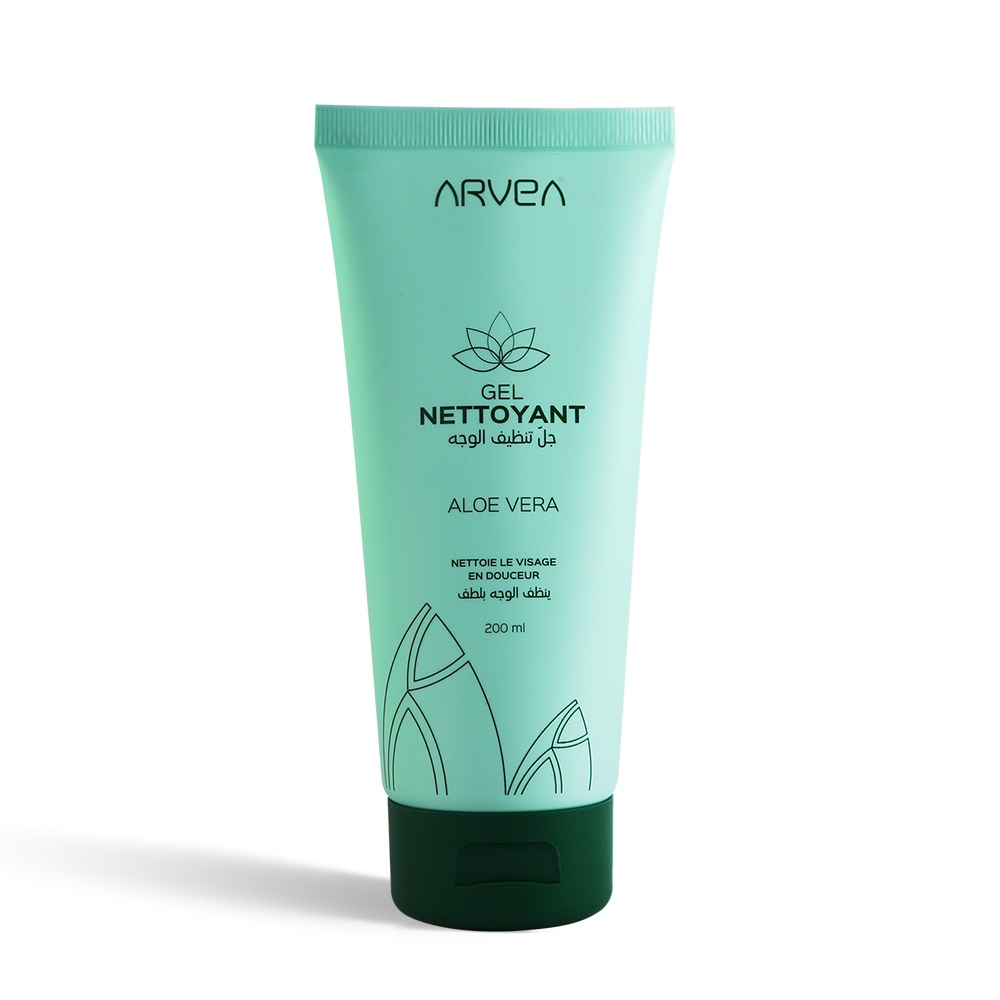 ARVEA
GEL
NETTOYANT
جلّ تنظيف الوجه
ALOE VERA
NETTOIE LE VISAGE
EN DOUCEUR
ينظف الوجه بلطف
200 ml